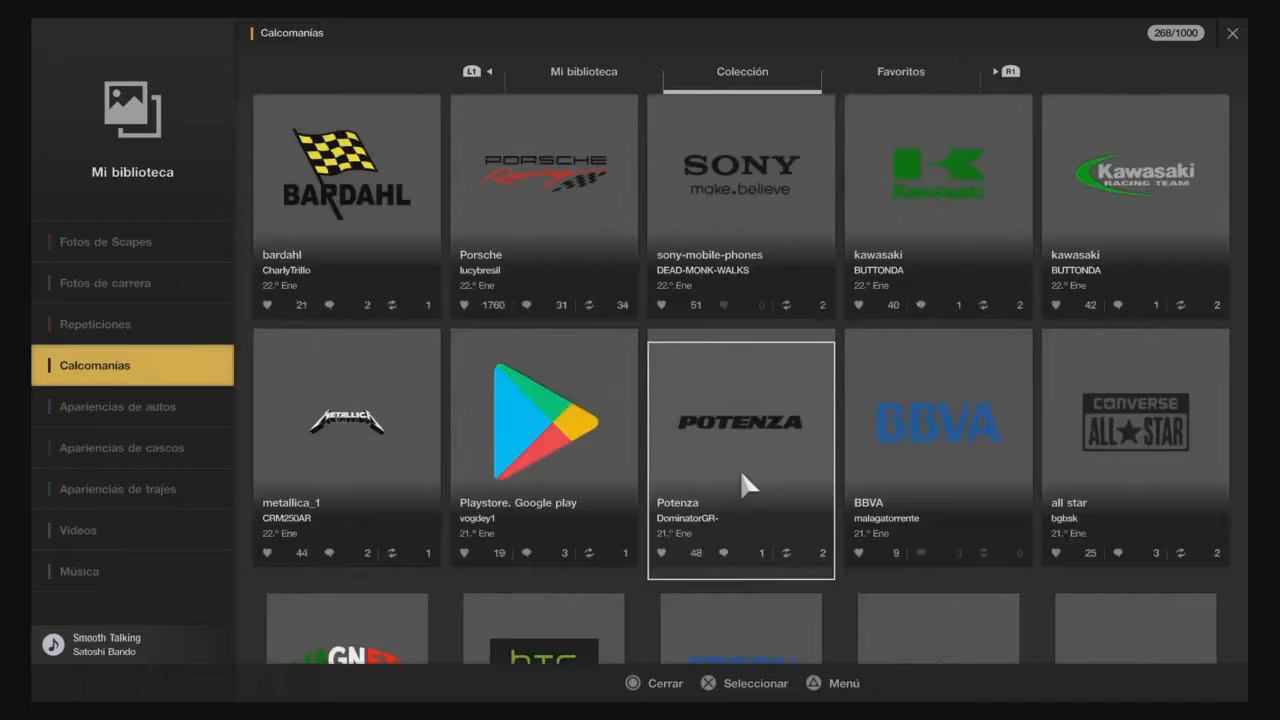 Calcomanías
268/1000
L1
Mi biblioteca
Colección
Favoritos
R1
Mi biblioteca
Fotos de Scapes
Fotos de carrera
Repeticiones
Calcomanías
Apariencias de autos
Apariencias de cascos
Apariencias de trajes
Videos
Música
Smooth Talking
Satoshi Bando
BARDAHL
bardahl
CharlyTrillo
22.º Ene
21 2 1
PORSCHE
Racing
Porsche
lucybresil
22.º Ene
1760 31 34
SONY
make.believe
sony-mobile-phones
DEAD-MONK-WALKS
22.º Ene
51 0 2
K
Kawasaki
kawasaki
BUTTONDA
22.º Ene
40 1 2
Kawasaki
RACING TEAM
kawasaki
BUTTONDA
22.º Ene
42 1 2
METALLICA
metallica_1
CRM250AR
22.º Ene
44 2 1
Playstore. Google play
vogdey1
21.º Ene
19 3 1
POTENZA
Potenza
DominatorGR-
21.º Ene
48 1 2
BBVA
BBVA
malagatorrente
21.º Ene
9 0 0
CONVERSE
ALL★STAR
all star
bgbsk
21.º Ene
25 3 2
hTC
Cerrar
Seleccionar
Menú